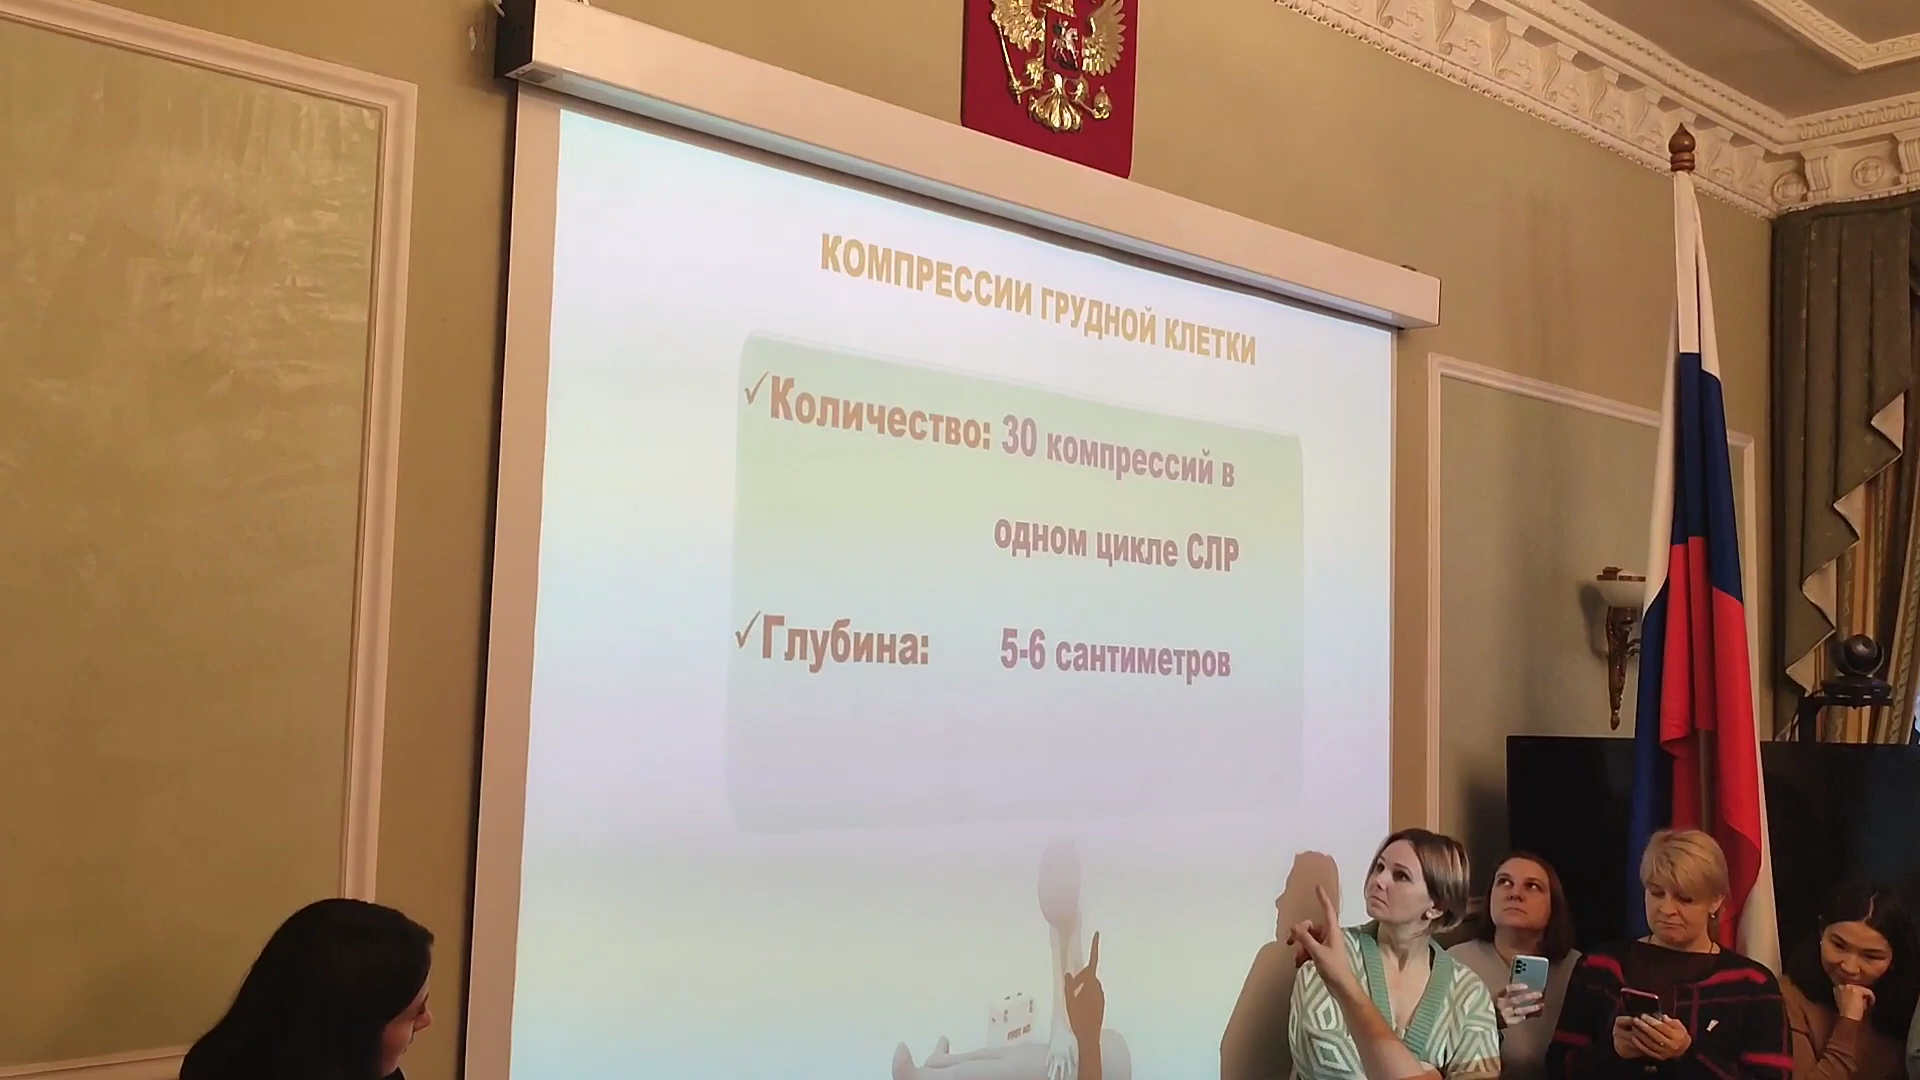 КОМПРЕССИИ ГРУДНОЙ КЛЕТКИ
✓Количество: 30 компрессий в
одном цикле СЛР
✓Глубина: 5-6 сантиметров